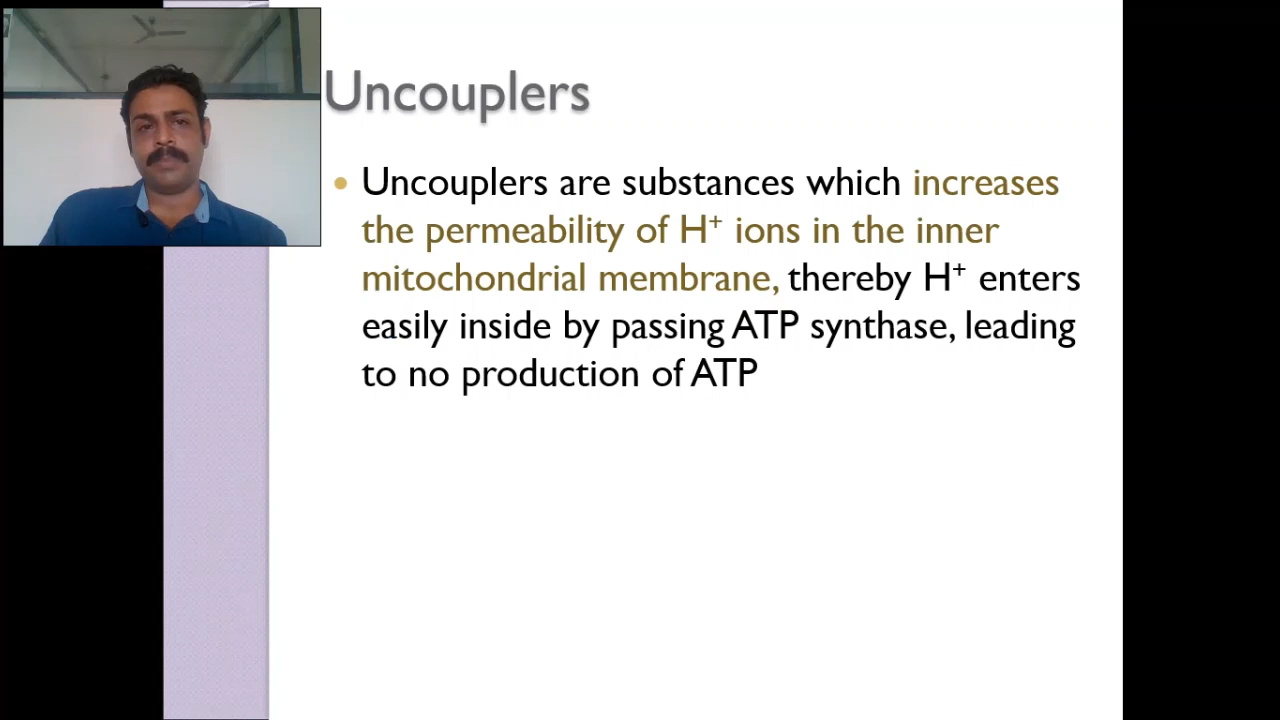 Uncouplers
• Uncouplers are substances which increases
the permeability of H⁺ ions in the inner
mitochondrial membrane, thereby H⁺ enters
easily inside by passing ATP synthase, leading
to no production of ATP